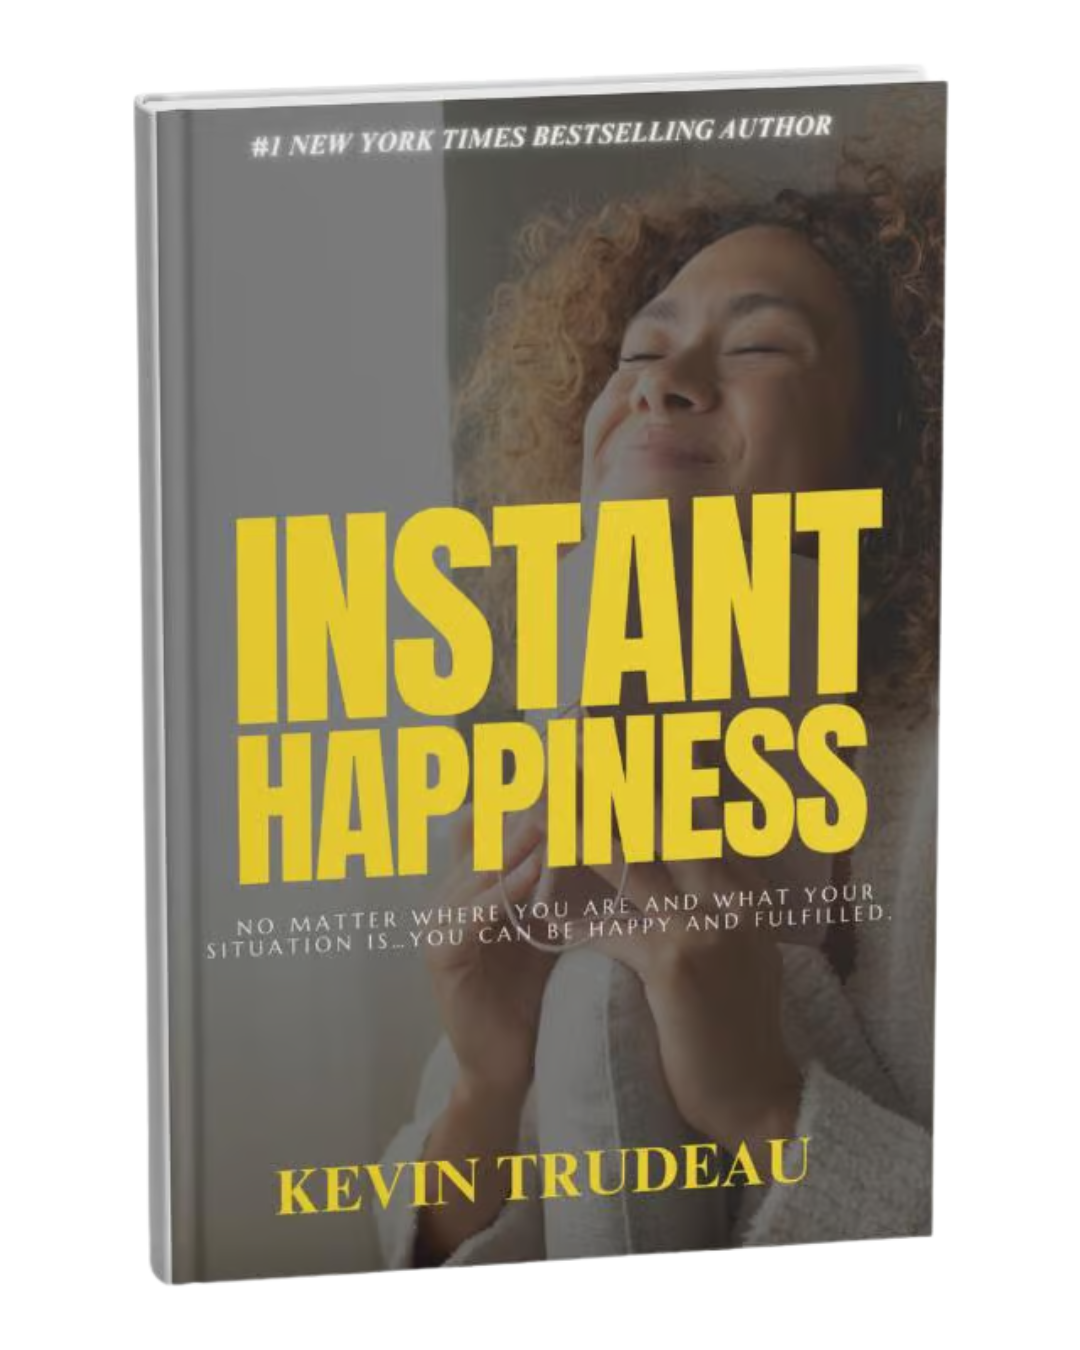 #1 NEW YORK TIMES BESTSELLING AUTHOR
INSTANT
HAPPINESS
NO MATTER WHERE YOU ARE AND WHAT YOUR
SITUATION IS...YOU CAN BE HAPPY AND FULFILLED.
KEVIN TRUDEAU